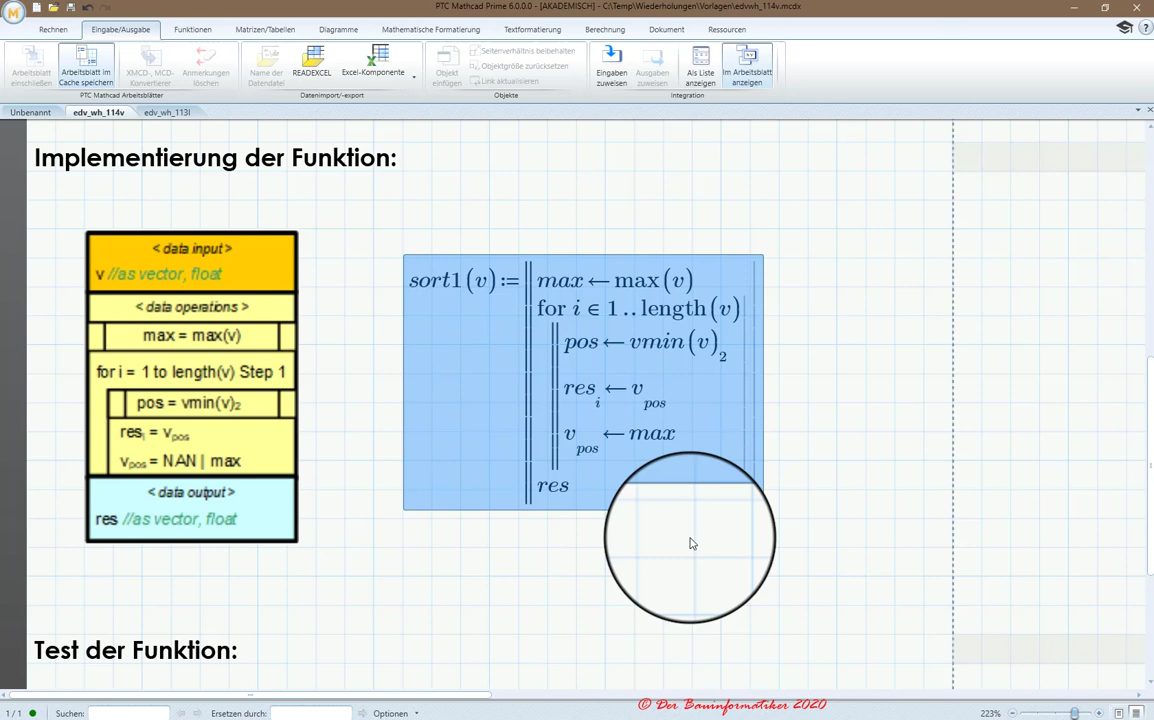 PTC Mathcad Prime 6.0.0.0 - [AKADEMISCH] - C:\Temp\Wiederholungen\Vorlagen\edvwh_114v.mcdx
Rechnen Eingabe/Ausgabe Funktionen Matrizen/Tabellen Diagramme Mathematische Formatierung Textformatierung Berechnung Dokument Ressourcen
Arbeitsblatt einschließen
Arbeitsblatt im Cache speichern
XMCD-, MCD-Konvertierer
Anmerkungen löschen
Name der Datendatei
READEXCEL
Excel-Komponente
Objekt einfügen
Seitenverhältnis beibehalten
Objektgröße zurücksetzen
Link aktualisieren
Eingaben zuweisen
Ausgaben zuweisen
Als Liste anzeigen
Im Arbeitsblatt anzeigen
PTC Mathcad Arbeitsblätter Datenimport/-export Objekte Integration
Unbenannt edv_wh_114v edv_wh_113l
Implementierung der Funktion:
< data input>
v //as vector, float
< data operations >
max = max(v)
for i = 1 to length(v) Step 1
pos = vmin(v)₂
resᵢ = vpos
vpos = NAN | max
< data output>
res //as vector, float
sort1(v):= max←max(v)
for i ∈ 1..length(v)
pos←vmin(v)₂
resᵢ←vpos
vpos←max
res
Test der Funktion:
© Der Bauinformatiker 2020
1 / 1 Suchen: Ersetzen durch: Optionen 223%